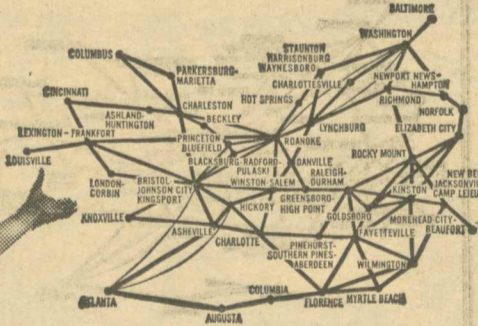 BALTIMORE
WASHINGTON
STAUNTON
HARRISONBURG
WAYNESBORO
COLUMBUS
CHARLOTTESVILLE
NEWPORT NEWS-
HAMPTON
PARKERSBURG-
MARIETTA
HOT SPRINGS
RICHMOND
CINCINNATI
NORFOLK
CHARLESTON
ASHLAND-
HUNTINGTON
BECKLEY
LYNCHBURG
ELIZABETH CITY
LEXINGTON-FRANKFORT
PRINCETON
BLUEFIELD
ROANOKE
ROCKY MOUNT
LOUISVILLE
BLACKSBURG-RADFORD-
PULASKI
DANVILLE
LONDON-
CORBIN
BRISTOL-
JOHNSON CITY
KINGSPORT
WINSTON-SALEM
RALEIGH-
DURHAM
KINSTON
NEW BE
JACKSONVI
CAMP LEJEU
GREENSBORO-
HIGH POINT
KNOXVILLE
HICKORY
GOLDSBORO
MOREHEAD CITY-
BEAUFORT
ASHEVILLE
CHARLOTTE
FAYETTEVILLE
PINEHURST-
SOUTHERN PINES-
ABERDEEN
WILMINGTON
ATLANTA
COLUMBIA
FLORENCE
MYRTLE BEACH
AUGUSTA